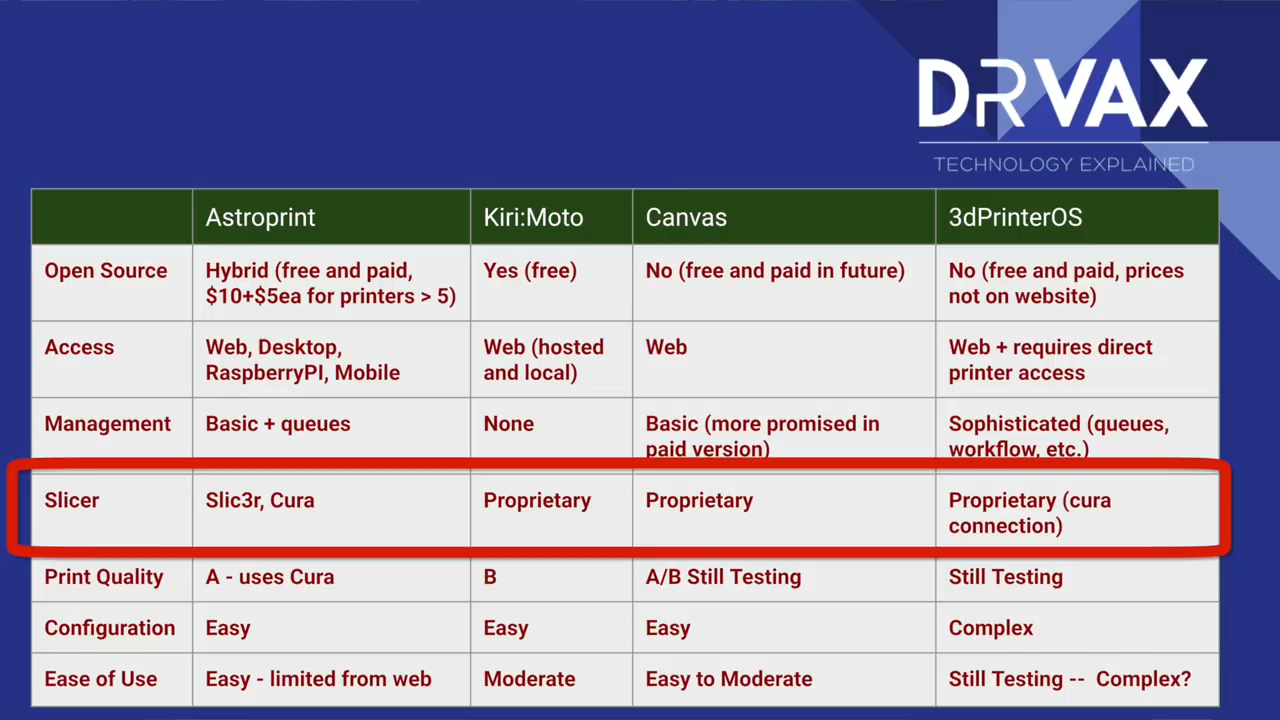 DRVAX
TECHNOLOGY EXPLAINED
Astroprint Kiri:Moto Canvas 3dPrinterOS
Open Source Hybrid (free and paid, Yes (free) No (free and paid in future) No (free and paid, prices
$10+$5ea for printers > 5) not on website)
Access Web, Desktop, Web (hosted Web Web + requires direct
RaspberryPI, Mobile and local) printer access
Management Basic + queues None Basic (more promised in Sophisticated (queues,
paid version) workflow, etc.)
Slicer Slic3r, Cura Proprietary Proprietary Proprietary (cura
connection)
Print Quality A - uses Cura B A/B Still Testing Still Testing
Configuration Easy Easy Easy Complex
Ease of Use Easy - limited from web Moderate Easy to Moderate Still Testing -- Complex?